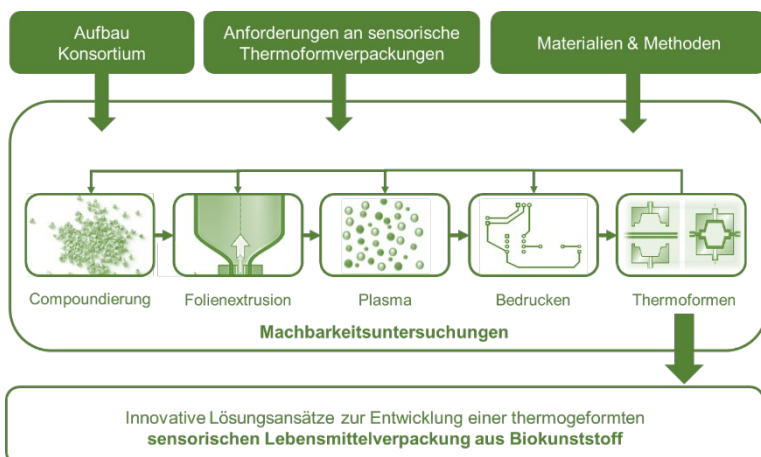 Aufbau
Konsortium
Anforderungen an sensorische
Thermoformverpackungen
Materialien & Methoden
Compoundierung
Folienextrusion
Plasma
Bedrucken
Thermoformen
Machbarkeitsuntersuchungen
Innovative Lösungsansätze zur Entwicklung einer thermogeformten
sensorischen Lebensmittelverpackung aus Biokunststoff